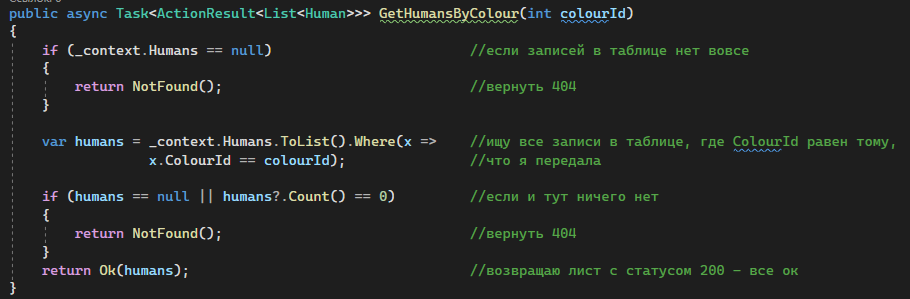 public async Task<ActionResult<List<Human>>> GetHumansByColour(int colourId)
{
if (_context.Humans == null) //если записей в таблице нет вовсе
{
return NotFound(); //вернуть 404
}
var humans = _context.Humans.ToList().Where(x => //ищу все записи в таблице, где ColourId равен тому,
x.ColourId == colourId); //что я передала
if (humans == null || humans?.Count() == 0) //если и тут ничего нет
{
return NotFound(); //вернуть 404
}
return Ok(humans); //возвращаю лист с статусом 200 - все ок
}